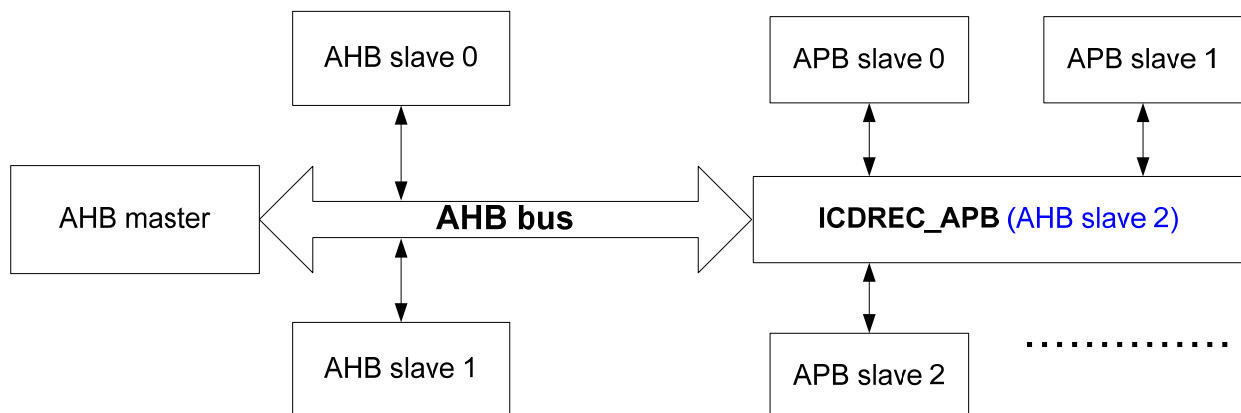 AHB slave 0
APB slave 0
APB slave 1
AHB master
AHB bus
ICDREC_APB (AHB slave 2)
AHB slave 1
APB slave 2